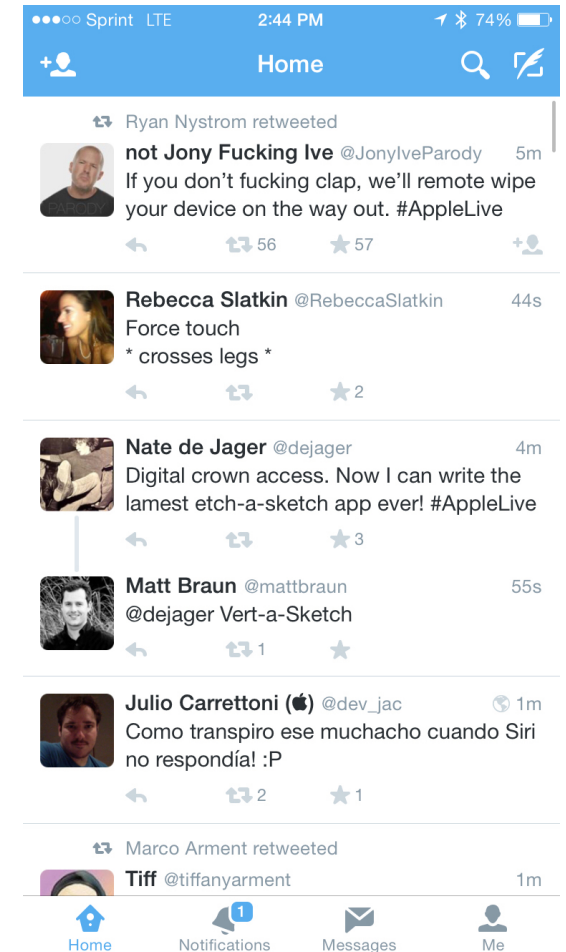 Sprint LTE 2:44 PM 74%
Home
Ryan Nystrom retweeted
not Jony Fucking Ive @JonyIveParody 5m
If you don’t fucking clap, we’ll remote wipe
your device on the way out. #AppleLive
PARODY
56 57
Rebecca Slatkin @RebeccaSlatkin 44s
Force touch
* crosses legs *
2
Nate de Jager @dejager 4m
Digital crown access. Now I can write the
lamest etch-a-sketch app ever! #AppleLive
3
Matt Braun @mattbraun 55s
@dejager Vert-a-Sketch
1
Julio Carrettoni () @dev_jac 1m
Como transpiro ese muchacho cuando Siri
no respondía! :P
2 1
Marco Arment retweeted
Tiff @tiffanyarment 1m
1
Home Notifications Messages Me